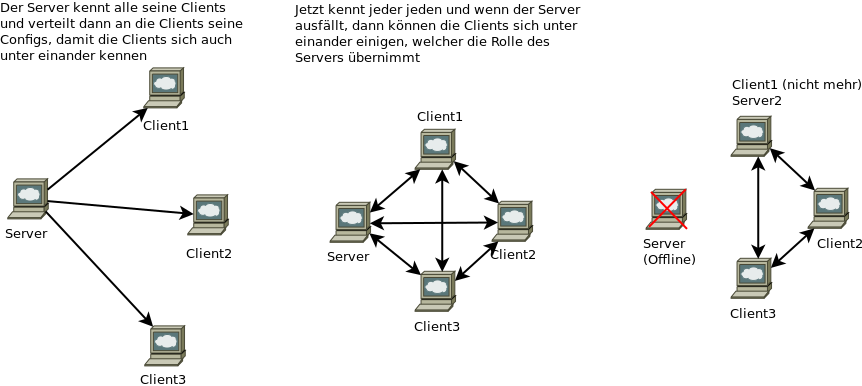 Der Server kennt alle seine Clients
und verteilt dann an die Clients seine
Configs, damit die Clients sich auch
unter einander kennen
Client1
Server
Client2
Client3
Jetzt kennt jeder jeden und wenn der Server
ausfällt, dann können die Clients sich unter
einander einigen, welcher die Rolle des
Servers übernimmt
Client1
Server
Client2
Client3
Client1 (nicht mehr)
Server2
Server
(Offline)
Client2
Client3